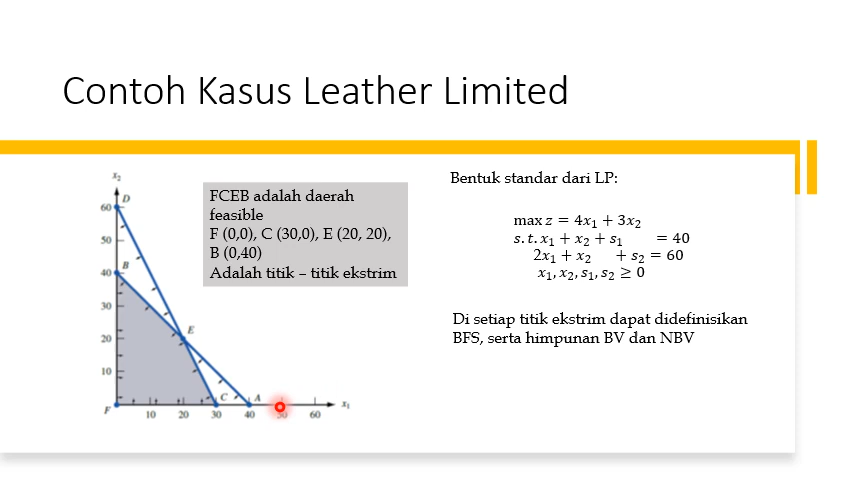 Contoh Kasus Leather Limited
x₂
D
60
50
B
40
30
E
20
10
C
A
F
10 20 30 40 50 60
x₁
FCEB adalah daerah
feasible
F (0,0), C (30,0), E (20, 20),
B (0,40)
Adalah titik – titik ekstrim
Bentuk standar dari LP:
max z = 4x₁ + 3x₂
s.t. x₁ + x₂ + s₁ = 40
2x₁ + x₂ + s₂ = 60
x₁, x₂, s₁, s₂ ≥ 0
Di setiap titik ekstrim dapat didefinisikan
BFS, serta himpunan BV dan NBV